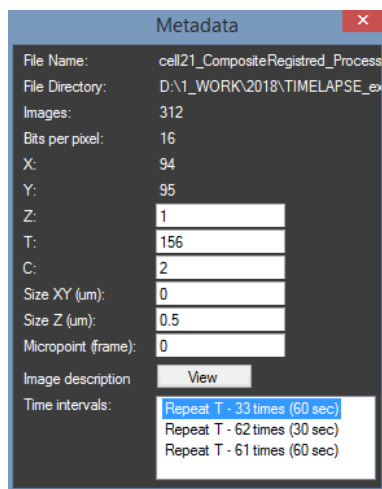 Metadata
File Name: cell21_CompositeRegistred_Process
File Directory: D:\1_WORK\2018\TIMELAPSE_ex
Images: 312
Bits per pixel: 16
X: 94
Y: 95
Z: 1
T: 156
C: 2
Size XY (um): 0
Size Z (um): 0.5
Micropoint (frame): 0
Image description View
Time intervals: Repeat T - 33 times (60 sec)
Repeat T - 62 times (30 sec)
Repeat T - 61 times (60 sec)